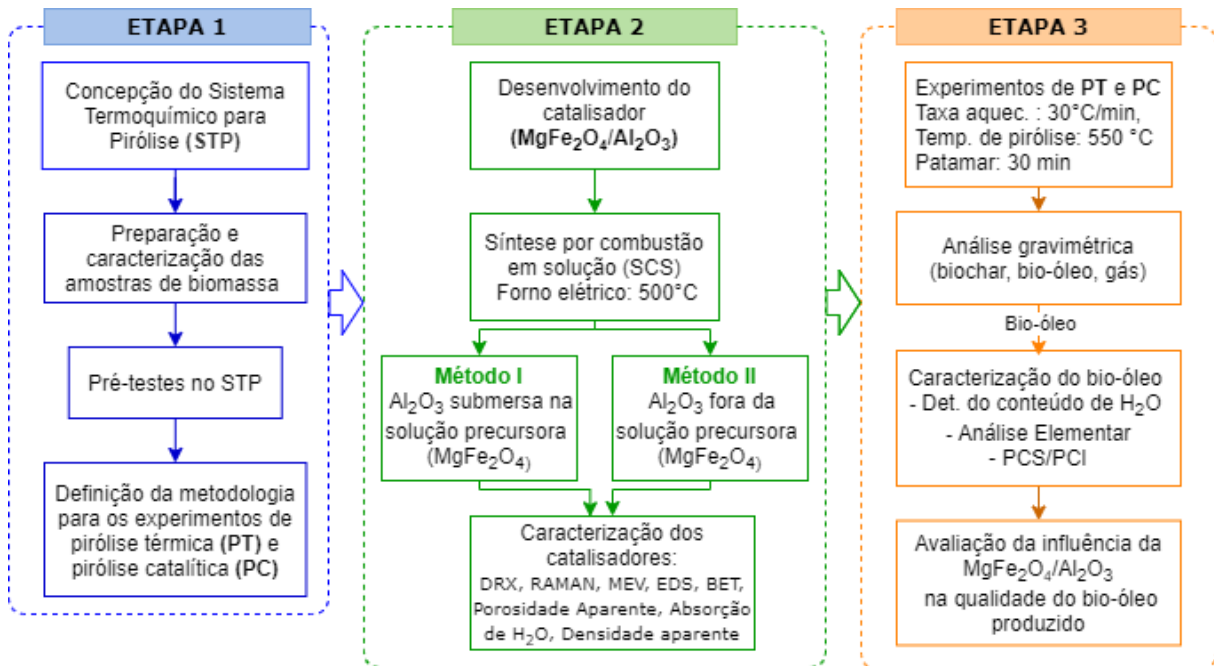 ETAPA 1
Concepção do Sistema
Termoquímico para
Pirólise (STP)
Preparação e
caracterização das
amostras de biomassa
Pré-testes no STP
Definição da metodologia
para os experimentos de
pirólise térmica (PT) e
pirólise catalítica (PC)
ETAPA 2
Desenvolvimento do
catalisador
(MgFe₂O₄/Al₂O₃)
Síntese por combustão
em solução (SCS)
Forno elétrico: 500°C
Método I
Al₂O₃ submersa na
solução precursora
(MgFe₂O₄)
Método II
Al₂O₃ fora da
solução precursora
(MgFe₂O₄)
Caracterização dos
catalisadores:
DRX, RAMAN, MEV, EDS, BET,
Porosidade Aparente, Absorção
de H₂O, Densidade aparente
ETAPA 3
Experimentos de PT e PC
Taxa aquec. : 30°C/min,
Temp. de pirólise: 550 °C
Patamar: 30 min
Análise gravimétrica
(biochar, bio-óleo, gás)
Bio-óleo
Caracterização do bio-óleo
- Det. do conteúdo de H₂O
- Análise Elementar
- PCS/PCI
Avaliação da influência da
MgFe₂O₄/Al₂O₃
na qualidade do bio-óleo
produzido